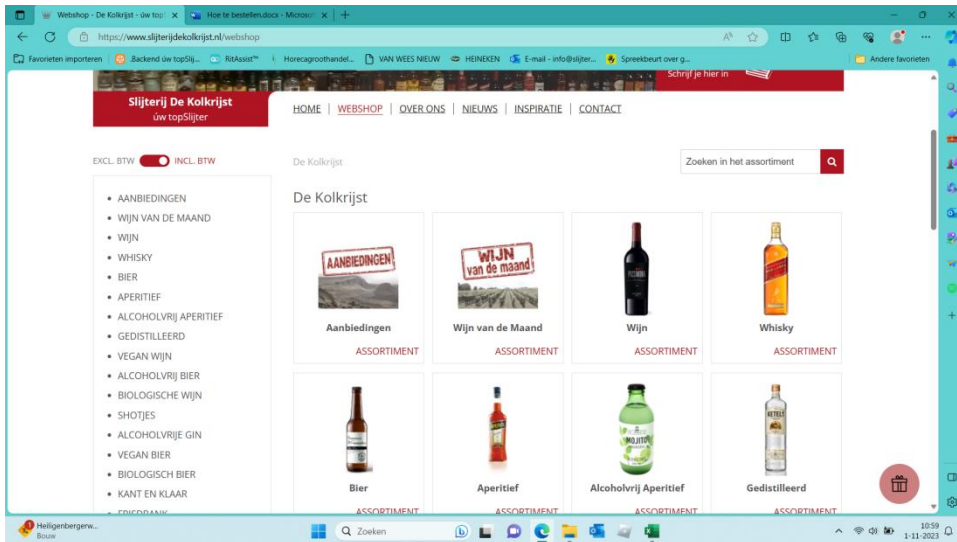 Webshop - De Kolkrijst - úw top
Hoe te bestellen.docx - Microsof
https://www.slijterijdekolkrijst.nl/webshop
Favorieten importeren
Backend úw topSlij...
RitAssist™
Horecagroothandel...
VAN WEES NIEUW
HEINEKEN
E-mail - info@slijter...
Spreekbeurt over g...
Andere favorieten
Schrijf je hier in
Slijterij De Kolkrijst
úw topSlijter
HOME | WEBSHOP | OVER ONS | NIEUWS | INSPIRATIE | CONTACT
EXCL. BTW INCL. BTW
De Kolkrijst
Zoeken in het assortiment
AANBIEDINGEN
WIJN VAN DE MAAND
WIJN
WHISKY
BIER
APERITIEF
ALCOHOLVRIJ APERITIEF
GEDISTILLEERD
VEGAN WIJN
ALCOHOLVRIJ BIER
BIOLOGISCHE WIJN
SHOTJES
ALCOHOLVRIJE GIN
VEGAN BIER
BIOLOGISCH BIER
KANT EN KLAAR
De Kolkrijst
AANBIEDINGEN
WIJN
van de maand
Aanbiedingen
Wijn van de Maand
Wijn
Whisky
ASSORTIMENT
ASSORTIMENT
ASSORTIMENT
ASSORTIMENT
MOJITO
KETEL1
Bier
Aperitief
Alcoholvrij Aperitief
Gedistilleerd
ASSORTIMENT
ASSORTIMENT
ASSORTIMENT
ASSORTIMENT
1
Heiligenbergerw...
Bouw
Zoeken
10:59
1-11-2023